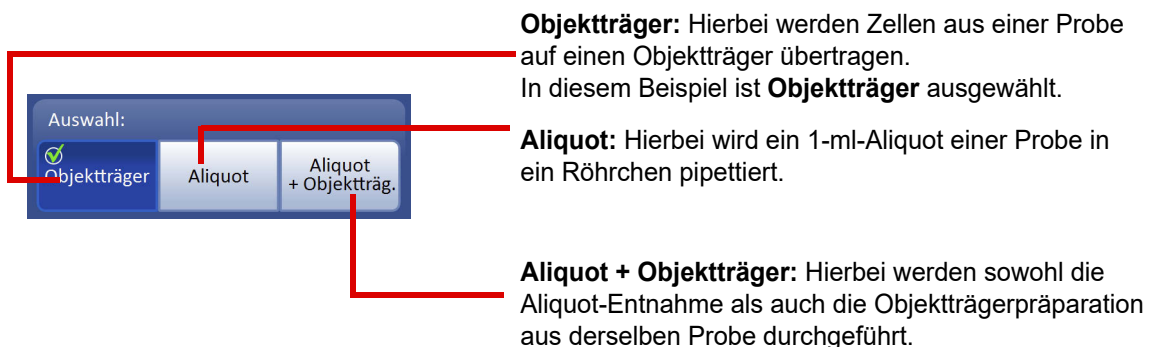 Objektträger: Hierbei werden Zellen aus einer Probe
auf einen Objektträger übertragen.
In diesem Beispiel ist Objektträger ausgewählt.
Auswahl:
Objektträger
Aliquot
Aliquot
+ Objektträg.
Aliquot: Hierbei wird ein 1-ml-Aliquot einer Probe in
ein Röhrchen pipettiert.
Aliquot + Objektträger: Hierbei werden sowohl die
Aliquot-Entnahme als auch die Objektträgerpräparation
aus derselben Probe durchgeführt.